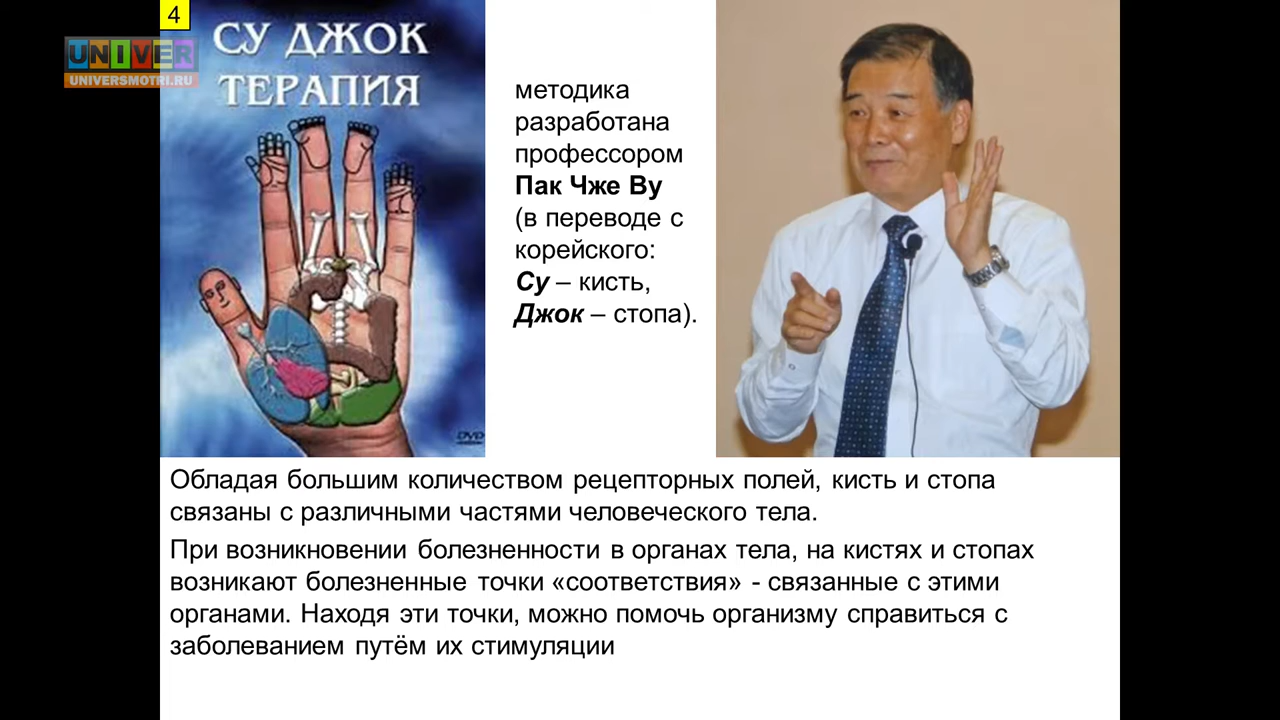 4
UNIVER
UNIVERSMOTRI.RU
СУ ДЖОК
ТЕРАПИЯ
DVD
методика
разработана
профессором
Пак Чже Ву
(в переводе с
корейского:
Су – кисть,
Джок – стопа).
Обладая большим количеством рецепторных полей, кисть и стопа
связаны с различными частями человеческого тела.
При возникновении болезненности в органах тела, на кистях и стопах
возникают болезненные точки «соответствия» - связанные с этими
органами. Находя эти точки, можно помочь организму справиться с
заболеванием путём их стимуляции